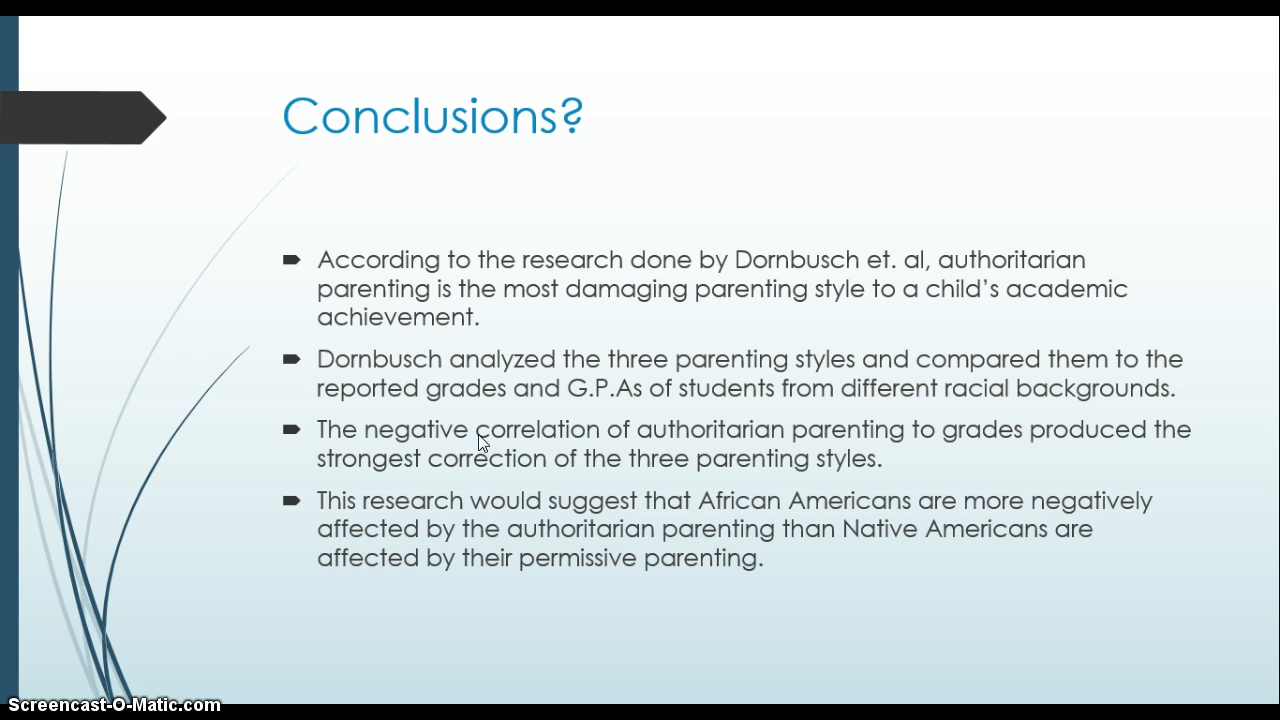 Conclusions?
According to the research done by Dornbusch et. al, authoritarian
parenting is the most damaging parenting style to a child’s academic
achievement.
Dornbusch analyzed the three parenting styles and compared them to the
reported grades and G.P.As of students from different racial backgrounds.
The negative correlation of authoritarian parenting to grades produced the
strongest correction of the three parenting styles.
This research would suggest that African Americans are more negatively
affected by the authoritarian parenting than Native Americans are
affected by their permissive parenting.
Screencast-O-Matic.com